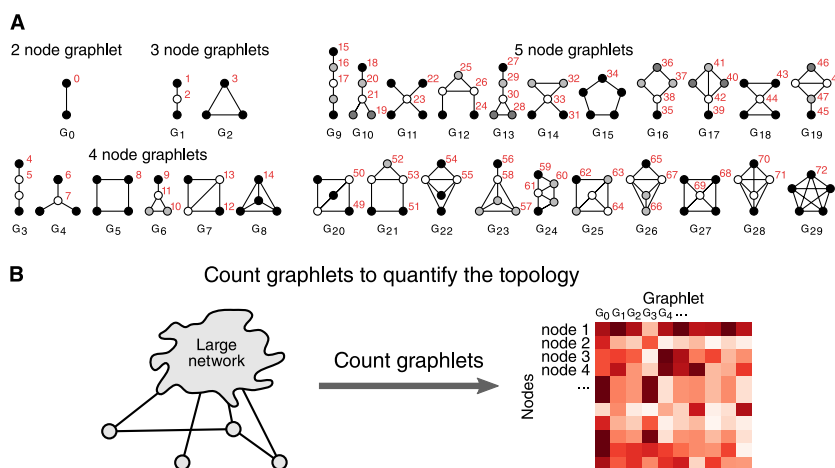 A
2 node graphlet
3 node graphlets
5 node graphlets
0
1
2
3
15
16
17
18
20
21
19
22
23
25
26
24
27
29
30
28
32
33
31
34
36
37
38
35
41
40
42
39
43
44
46
47
45
G0
G1
G2
G9
G10
G11
G12
G13
G14
G15
G16
G17
G18
G19
4 node graphlets
4
5
6
7
8
9
11
10
13
12
14
50
49
52
53
51
54
55
56
58
57
59
60
61
62
63
64
65
67
66
69
68
70
71
72
G3
G4
G5
G6
G7
G8
G20
G21
G22
G23
G24
G25
G26
G27
G28
G29
B
Count graphlets to quantify the topology
Large
network
Count graphlets
Graphlet
G0 G1 G2 G3 G4 ...
node 1
node 2
node 3
node 4
...
Nodes